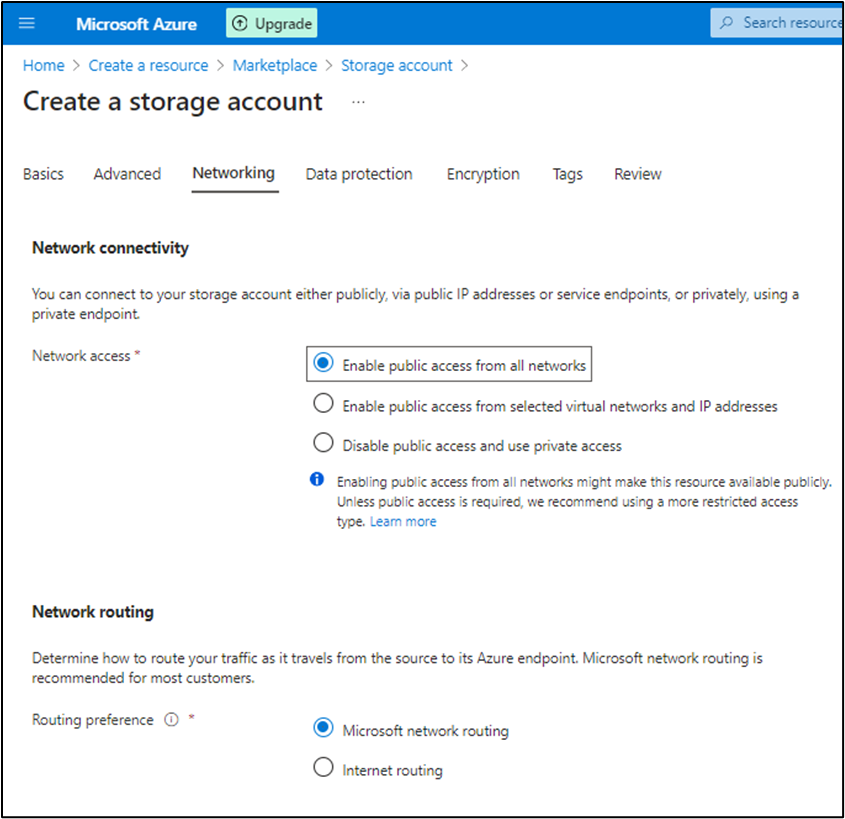 Microsoft Azure Upgrade Search resource
Home > Create a resource > Marketplace > Storage account >
Create a storage account ...
Basics Advanced Networking Data protection Encryption Tags Review
Network connectivity
You can connect to your storage account either publicly, via public IP addresses or service endpoints, or privately, using a
private endpoint.
Network access *
Enable public access from all networks
Enable public access from selected virtual networks and IP addresses
Disable public access and use private access
Enabling public access from all networks might make this resource available publicly.
Unless public access is required, we recommend using a more restricted access
type. Learn more
Network routing
Determine how to route your traffic as it travels from the source to its Azure endpoint. Microsoft network routing is
recommended for most customers.
Routing preference *
Microsoft network routing
Internet routing